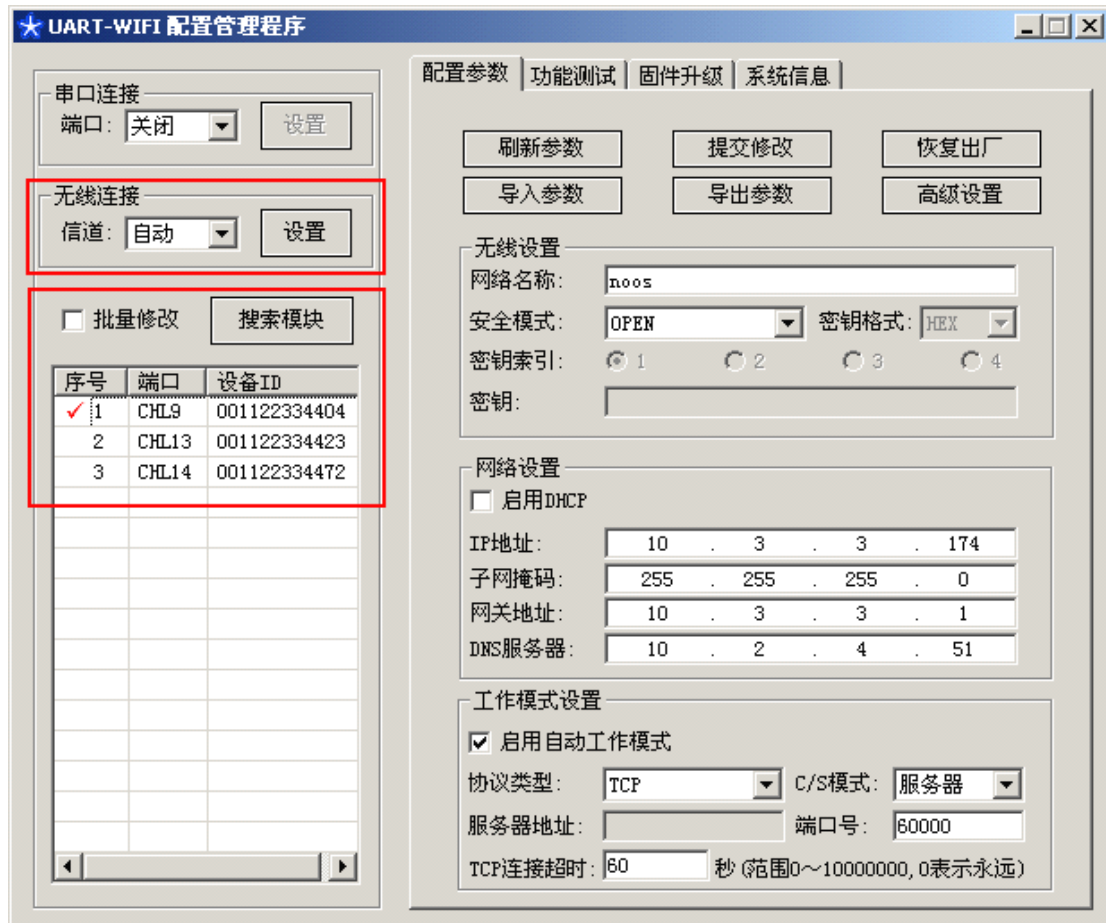 UART-WIFI 配置管理程序
串口连接
端口: 关闭 设置
无线连接
信道: 自动 设置
批量修改 搜索模块
序号 端口 设备ID
1 CHL9 001122334404
2 CHL13 001122334423
3 CHL14 001122334472
配置参数 功能测试 固件升级 系统信息
刷新参数 提交修改 恢复出厂
导入参数 导出参数 高级设置
无线设置
网络名称: noos
安全模式: OPEN 密钥格式: HEX
密钥索引: 1 2 3 4
密钥:
网络设置
启用DHCP
IP地址: 10 . 3 . 3 . 174
子网掩码: 255 . 255 . 255 . 0
网关地址: 10 . 3 . 3 . 1
DNS服务器: 10 . 2 . 4 . 51
工作模式设置
启用自动工作模式
协议类型: TCP C/S模式: 服务器
服务器地址: 端口号: 60000
TCP连接超时: 60 秒(范围0～10000000,0表示永远)